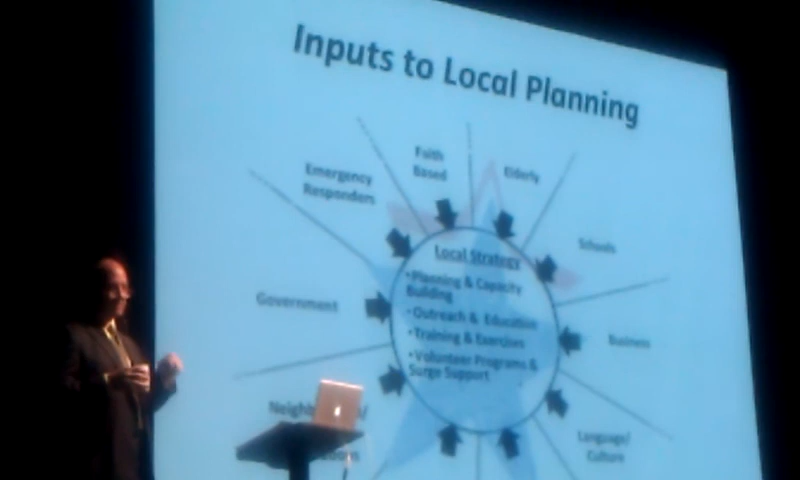 Inputs to Local Planning
Faith
Based
Elderly
Emergency
Responders
Schools
Local Strategy
•Planning & Capacity
Building
•Outreach & Education
•Training & Exercises
•Volunteer Programs &
Surge Support
Government
Business
Language/
Culture